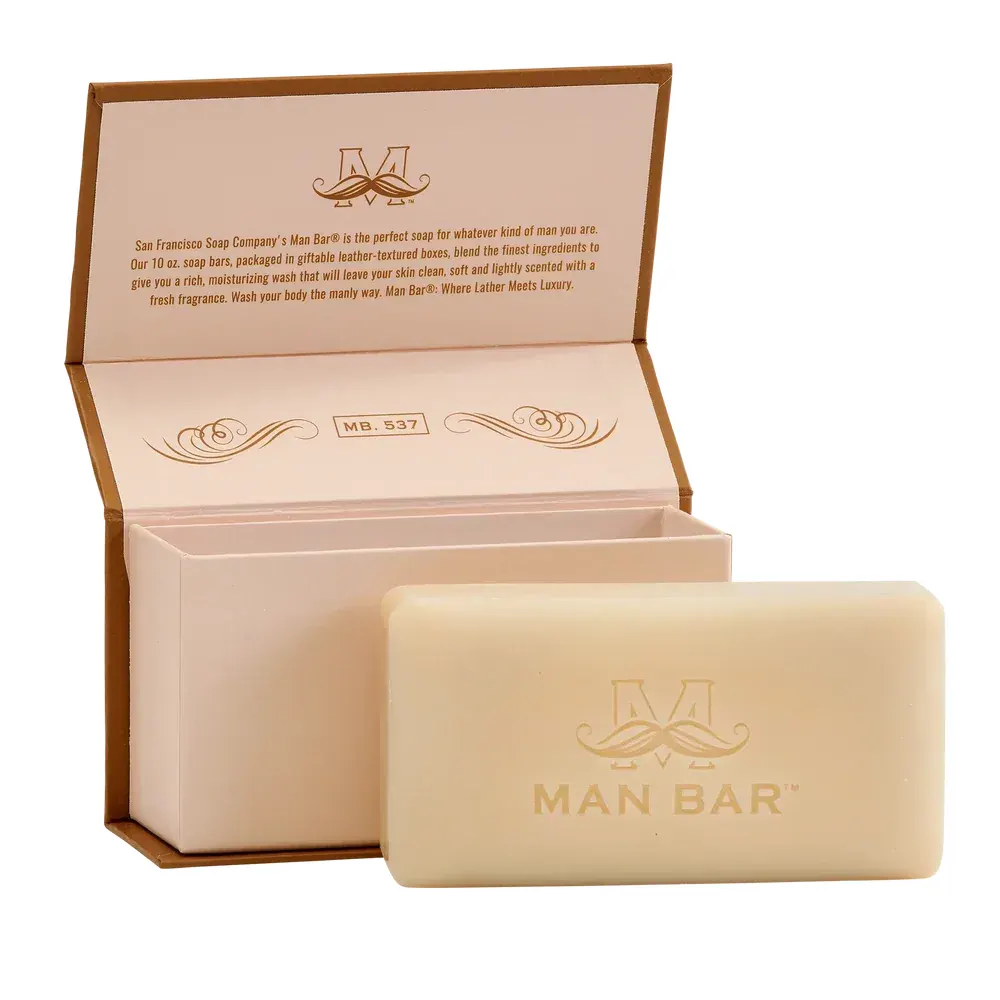 M™
San Francisco Soap Company's Man Bar® is the perfect soap for whatever kind of man you are.
Our 10 oz. soap bars, packaged in giftable leather-textured boxes, blend the finest ingredients to
give you a rich, moisturizing wash that will leave your skin clean, soft and lightly scented with a
fresh fragrance. Wash your body the manly way. Man Bar®: Where Lather Meets Luxury.
MB. 537
M
MAN BAR™